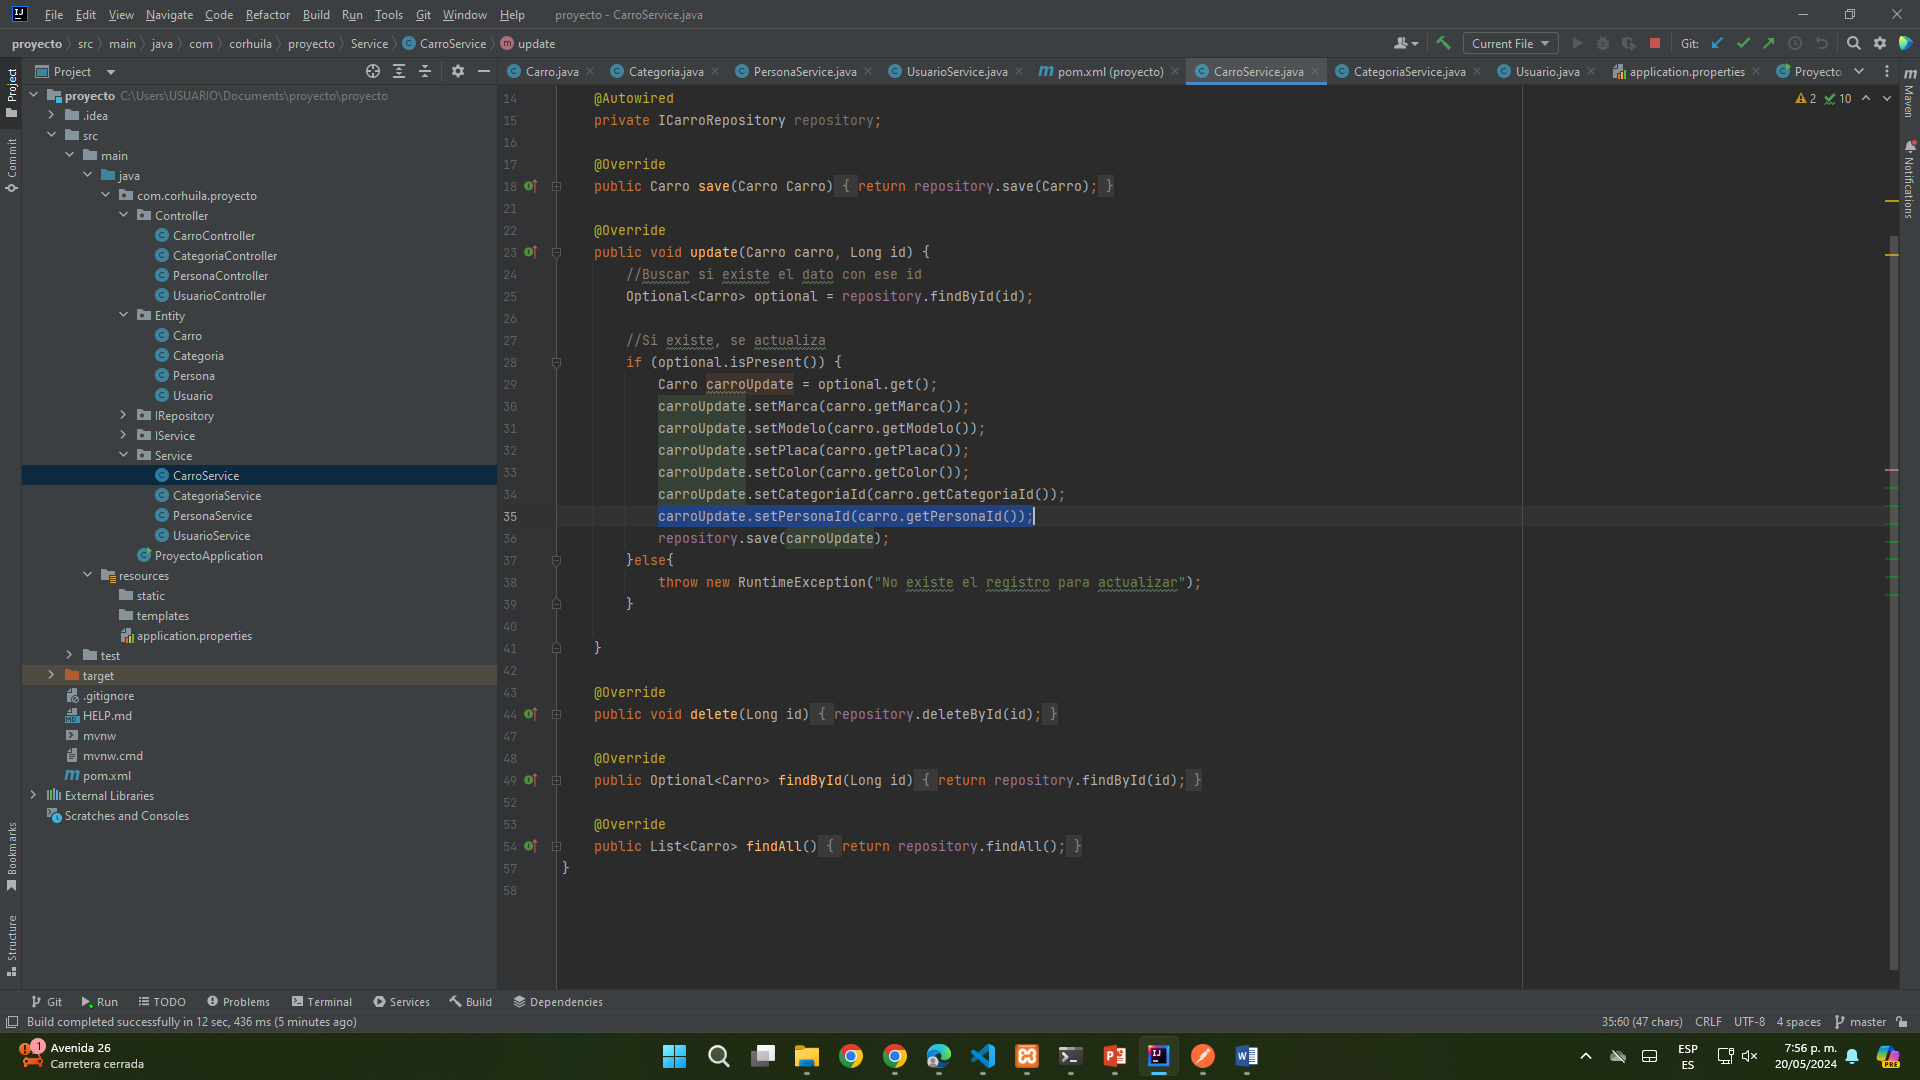 File Edit View Navigate Code Refactor Build Run Tools Git Window Help proyecto - CarroService.java
proyecto src main java com corhuila proyecto Service CarroService update
Current File Git:
Project
Carro.java Categoria.java PersonaService.java UsuarioService.java pom.xml (proyecto) CarroService.java CategoriaService.java Usuario.java application.properties Proyecto
proyecto C:\Users\USUARIO\Documents\proyecto\proyecto
.idea
src
main
java
com.corhuila.proyecto
Controller
CarroController
CategoriaController
PersonaController
UsuarioController
Entity
Carro
Categoria
Persona
Usuario
IRepository
IService
Service
CarroService
CategoriaService
PersonaService
UsuarioService
ProyectoApplication
resources
static
templates
application.properties
test
target
.gitignore
HELP.md
mvnw
mvnw.cmd
pom.xml
External Libraries
Scratches and Consoles
Project
Commit
Bookmarks
Structure
14 @Autowired
15 private ICarroRepository repository;
16
17 @Override
18 public Carro save(Carro Carro) { return repository.save(Carro); }
21
22 @Override
23 public void update(Carro carro, Long id) {
24 //Buscar si existe el dato con ese id
25 Optional<Carro> optional = repository.findById(id);
26
27 //Si existe, se actualiza
28 if (optional.isPresent()) {
29 Carro carroUpdate = optional.get();
30 carroUpdate.setMarca(carro.getMarca());
31 carroUpdate.setModelo(carro.getModelo());
32 carroUpdate.setPlaca(carro.getPlaca());
33 carroUpdate.setColor(carro.getColor());
34 carroUpdate.setCategoriaId(carro.getCategoriaId());
35 carroUpdate.setPersonaId(carro.getPersonaId());
36 repository.save(carroUpdate);
37 }else{
38 throw new RuntimeException("No existe el registro para actualizar");
39 }
40
41 }
42
43 @Override
44 public void delete(Long id) { repository.deleteById(id); }
47
48 @Override
49 public Optional<Carro> findById(Long id) { return repository.findById(id); }
52
53 @Override
54 public List<Carro> findAll() { return repository.findAll(); }
57 }
58
2 10
Maven
Notifications
Git Run TODO Problems Terminal Services Build Dependencies
Build completed successfully in 12 sec, 436 ms (5 minutes ago)
35:60 (47 chars) CRLF UTF-8 4 spaces master
1
Avenida 26
Carretera cerrada
ESP
ES
7:56 p. m.
20/05/2024
PRE